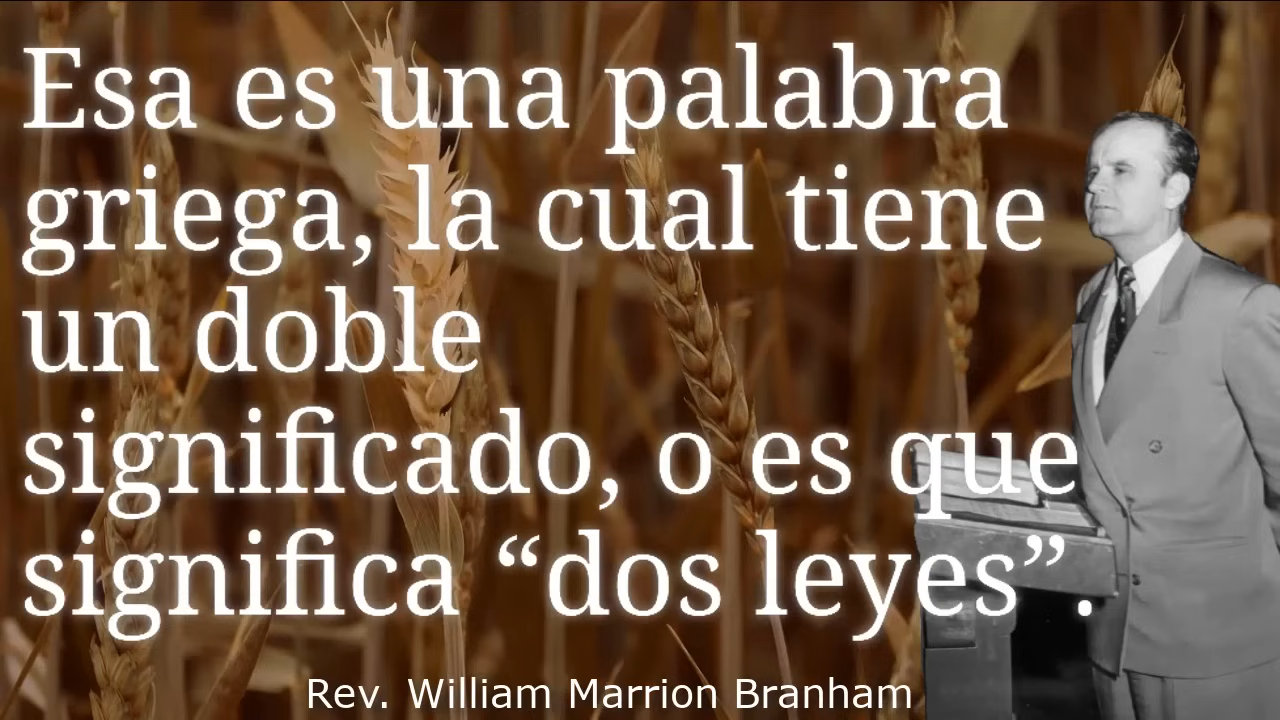 Esa es una palabra
griega, la cual tiene
un doble
significado, o es que
significa “dos leyes”.
Rev. William Marrion Branham